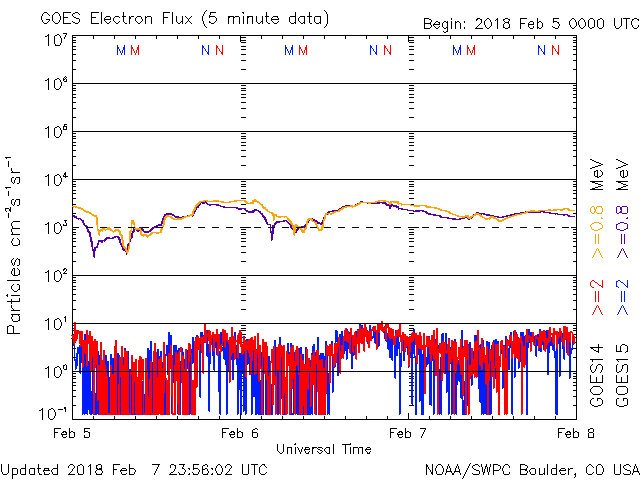 GOES Electron Flux (5 minute data)
Begin: 2018 Feb 5 0000 UTC
M M N N M M N N M M N N
10⁷
10⁶
10⁵
10⁴
10³
10²
10¹
10⁰
10⁻¹
Particles cm⁻²s⁻¹sr⁻¹
Feb 5 Feb 6 Feb 7 Feb 8
Universal Time
GOES14 >=2 >=0.8 MeV
GOES15 >=2 >=0.8 MeV
Updated 2018 Feb 7 23:56:02 UTC
NOAA/SWPC Boulder, CO USA